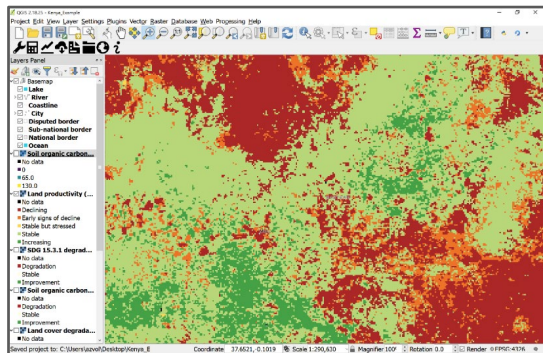 QGIS 2.18.25 - Kenya_Example
Project Edit View Layer Settings Plugins Vector Raster Database Web Processing Help
Layers Panel
Basemap
Lake
River
City
Coastline
Disputed border
Sub-national border
National border
Ocean
Soil organic carbon...
No data
0
65.0
130.0
Land productivity (...
No data
Declining
Early signs of decline
Stable but stressed
Stable
Increasing
SDG 15.3.1 degrad...
No data
Degradation
Stable
Improvement
Soil organic carbon...
No data
Degradation
Stable
Improvement
Land cover degrada...
No data
Saved project to: C:\Users\azvol\Desktop\Kenya_E
Coordinate 37.6521,-0.1019 Scale 1:290,630 Magnifier 100% Rotation 0.0 Render EPSG:4326